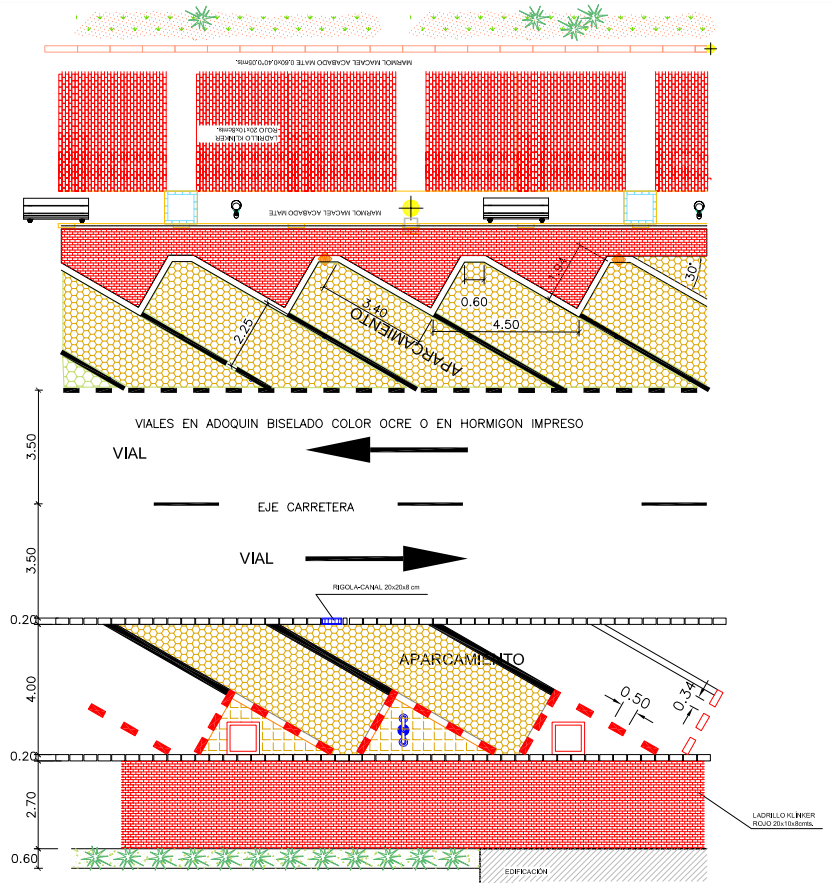 MARMOL MACAEL ACABADO MATE 0,60x0,40*0,05mts.
LADRILLO KLINKER
ROJO 20x10x8cmts.
MARMOL MACAEL ACABADO MATE
1.94
30°
0.60
3.40
4.50
2.25
APARCAMIENTO
VIALES EN ADOQUIN BISELADO COLOR OCRE O EN HORMIGON IMPRESO
3.50
VIAL
EJE CARRETERA
3.50
VIAL
RIGOLA-CANAL 20x20x8 cm
0.20
APARCAMIENTO
4.00
0.50
0.34
0.20
2.70
LADRILLO KLINKER
ROJO 20x10x8cmts.
0.60
EDIFICACIÓN